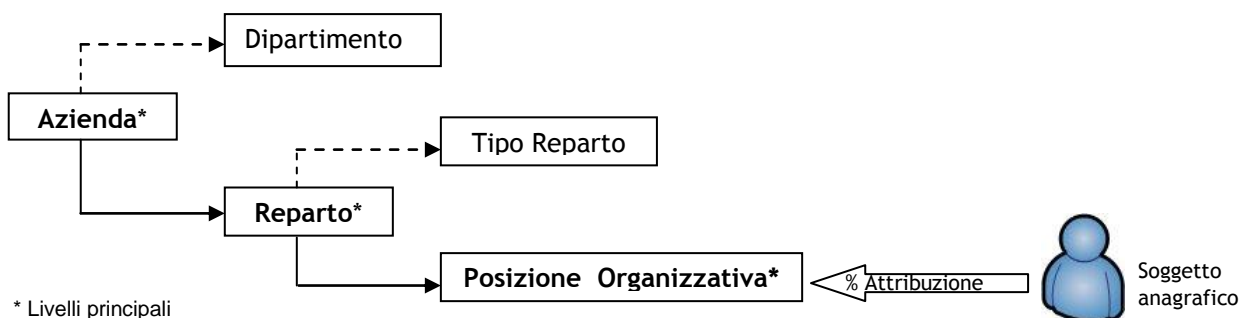 Dipartimento
Azienda*
Tipo Reparto
Reparto*
Posizione Organizzativa*
% Attribuzione
Soggetto
anagrafico
* Livelli principali